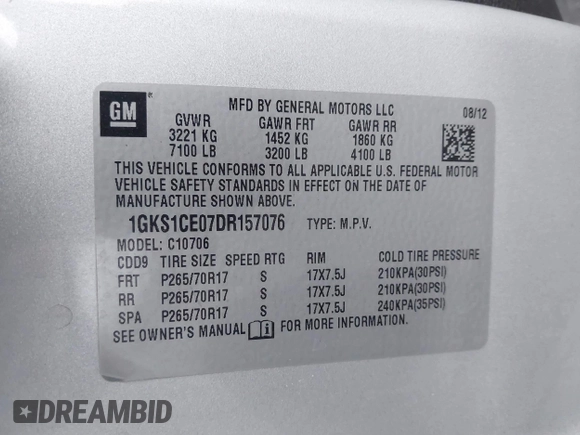 GM
MFD BY GENERAL MOTORS LLC
08/12
GVWR GAWR FRT GAWR RR
3221 KG 1452 KG 1860 KG
7100 LB 3200 LB 4100 LB
THIS VEHICLE CONFORMS TO ALL APPLICABLE U.S. FEDERAL MOTOR
VEHICLE SAFETY STANDARDS IN EFFECT ON THE DATE OF
MANUFACTURE SHOWN ABOVE.
1GKS1CE07DR157076 TYPE: M.P.V.
MODEL: C10706
CDD9 TIRE SIZE SPEED RTG RIM COLD TIRE PRESSURE
FRT P265/70R17 S 17X7.5J 210KPA(30PSI)
RR P265/70R17 S 17X7.5J 210KPA(30PSI)
SPA P265/70R17 S 17X7.5J 240KPA(35PSI)
SEE OWNER'S MANUAL FOR MORE INFORMATION.
DREAMBID